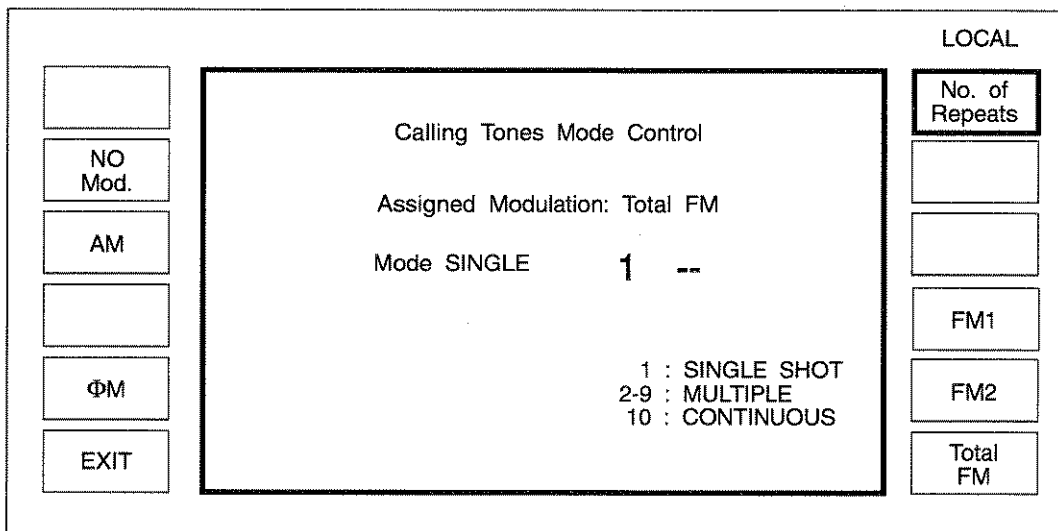 LOCAL
NO
Mod.
AM
ΦM
EXIT
Calling Tones Mode Control
Assigned Modulation: Total FM
Mode SINGLE 1 --
1 : SINGLE SHOT
2-9 : MULTIPLE
10 : CONTINUOUS
No. of
Repeats
FM1
FM2
Total
FM